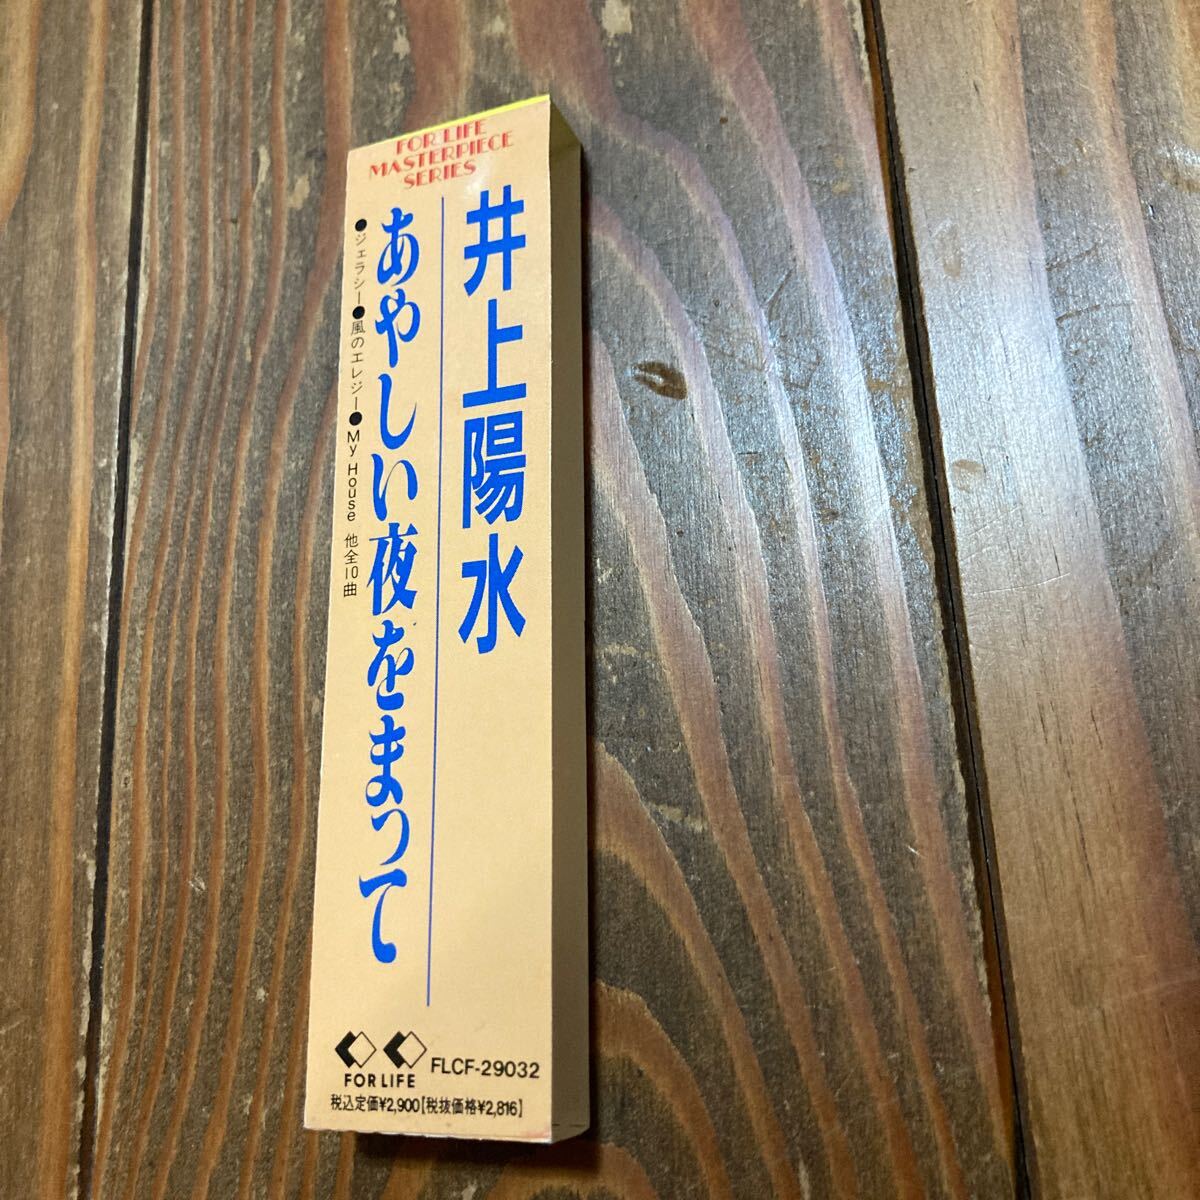 FOR LIFE
MASTERPIECE
SERIES
井上陽水
あやしい夜をまって
●ジェラシー●風のエレジー●My House 他全10曲
FOR LIFE
FLCF-29032
税込定価¥2,900[税抜価格¥2,816]